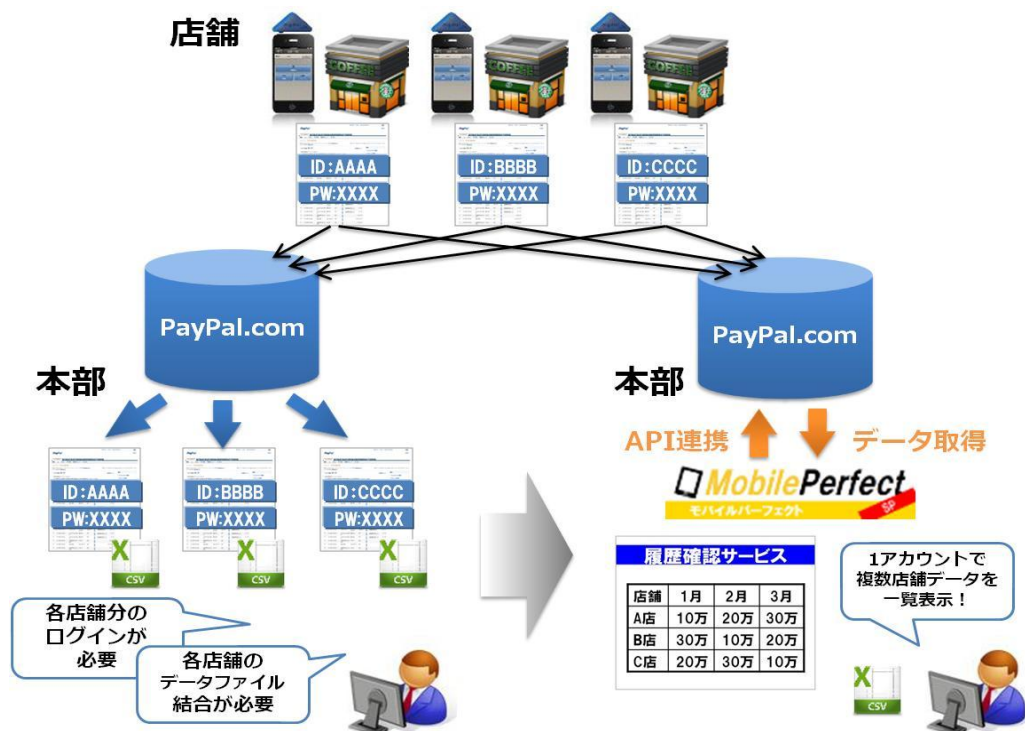 店舗
COFFEE
COFFEE
COFFEE
PayPal
PayPal
PayPal
ID:AAAA
PW:XXXX
ID:BBBB
PW:XXXX
ID:CCCC
PW:XXXX
PayPal.com
PayPal.com
本部
本部
API連携
データ取得
MobilePerfect
モバイルパーフェクト
SP
ID:AAAA
PW:XXXX
CSV
ID:BBBB
PW:XXXX
CSV
ID:CCCC
PW:XXXX
CSV
履歴確認サービス
店舗 1月 2月 3月
A店 10万 20万 30万
B店 30万 10万 20万
C店 20万 30万 10万
1アカウントで
複数店舗データを
一覧表示！
各店舗分の
ログインが
必要
各店舗の
データファイル
結合が必要
X
CSV